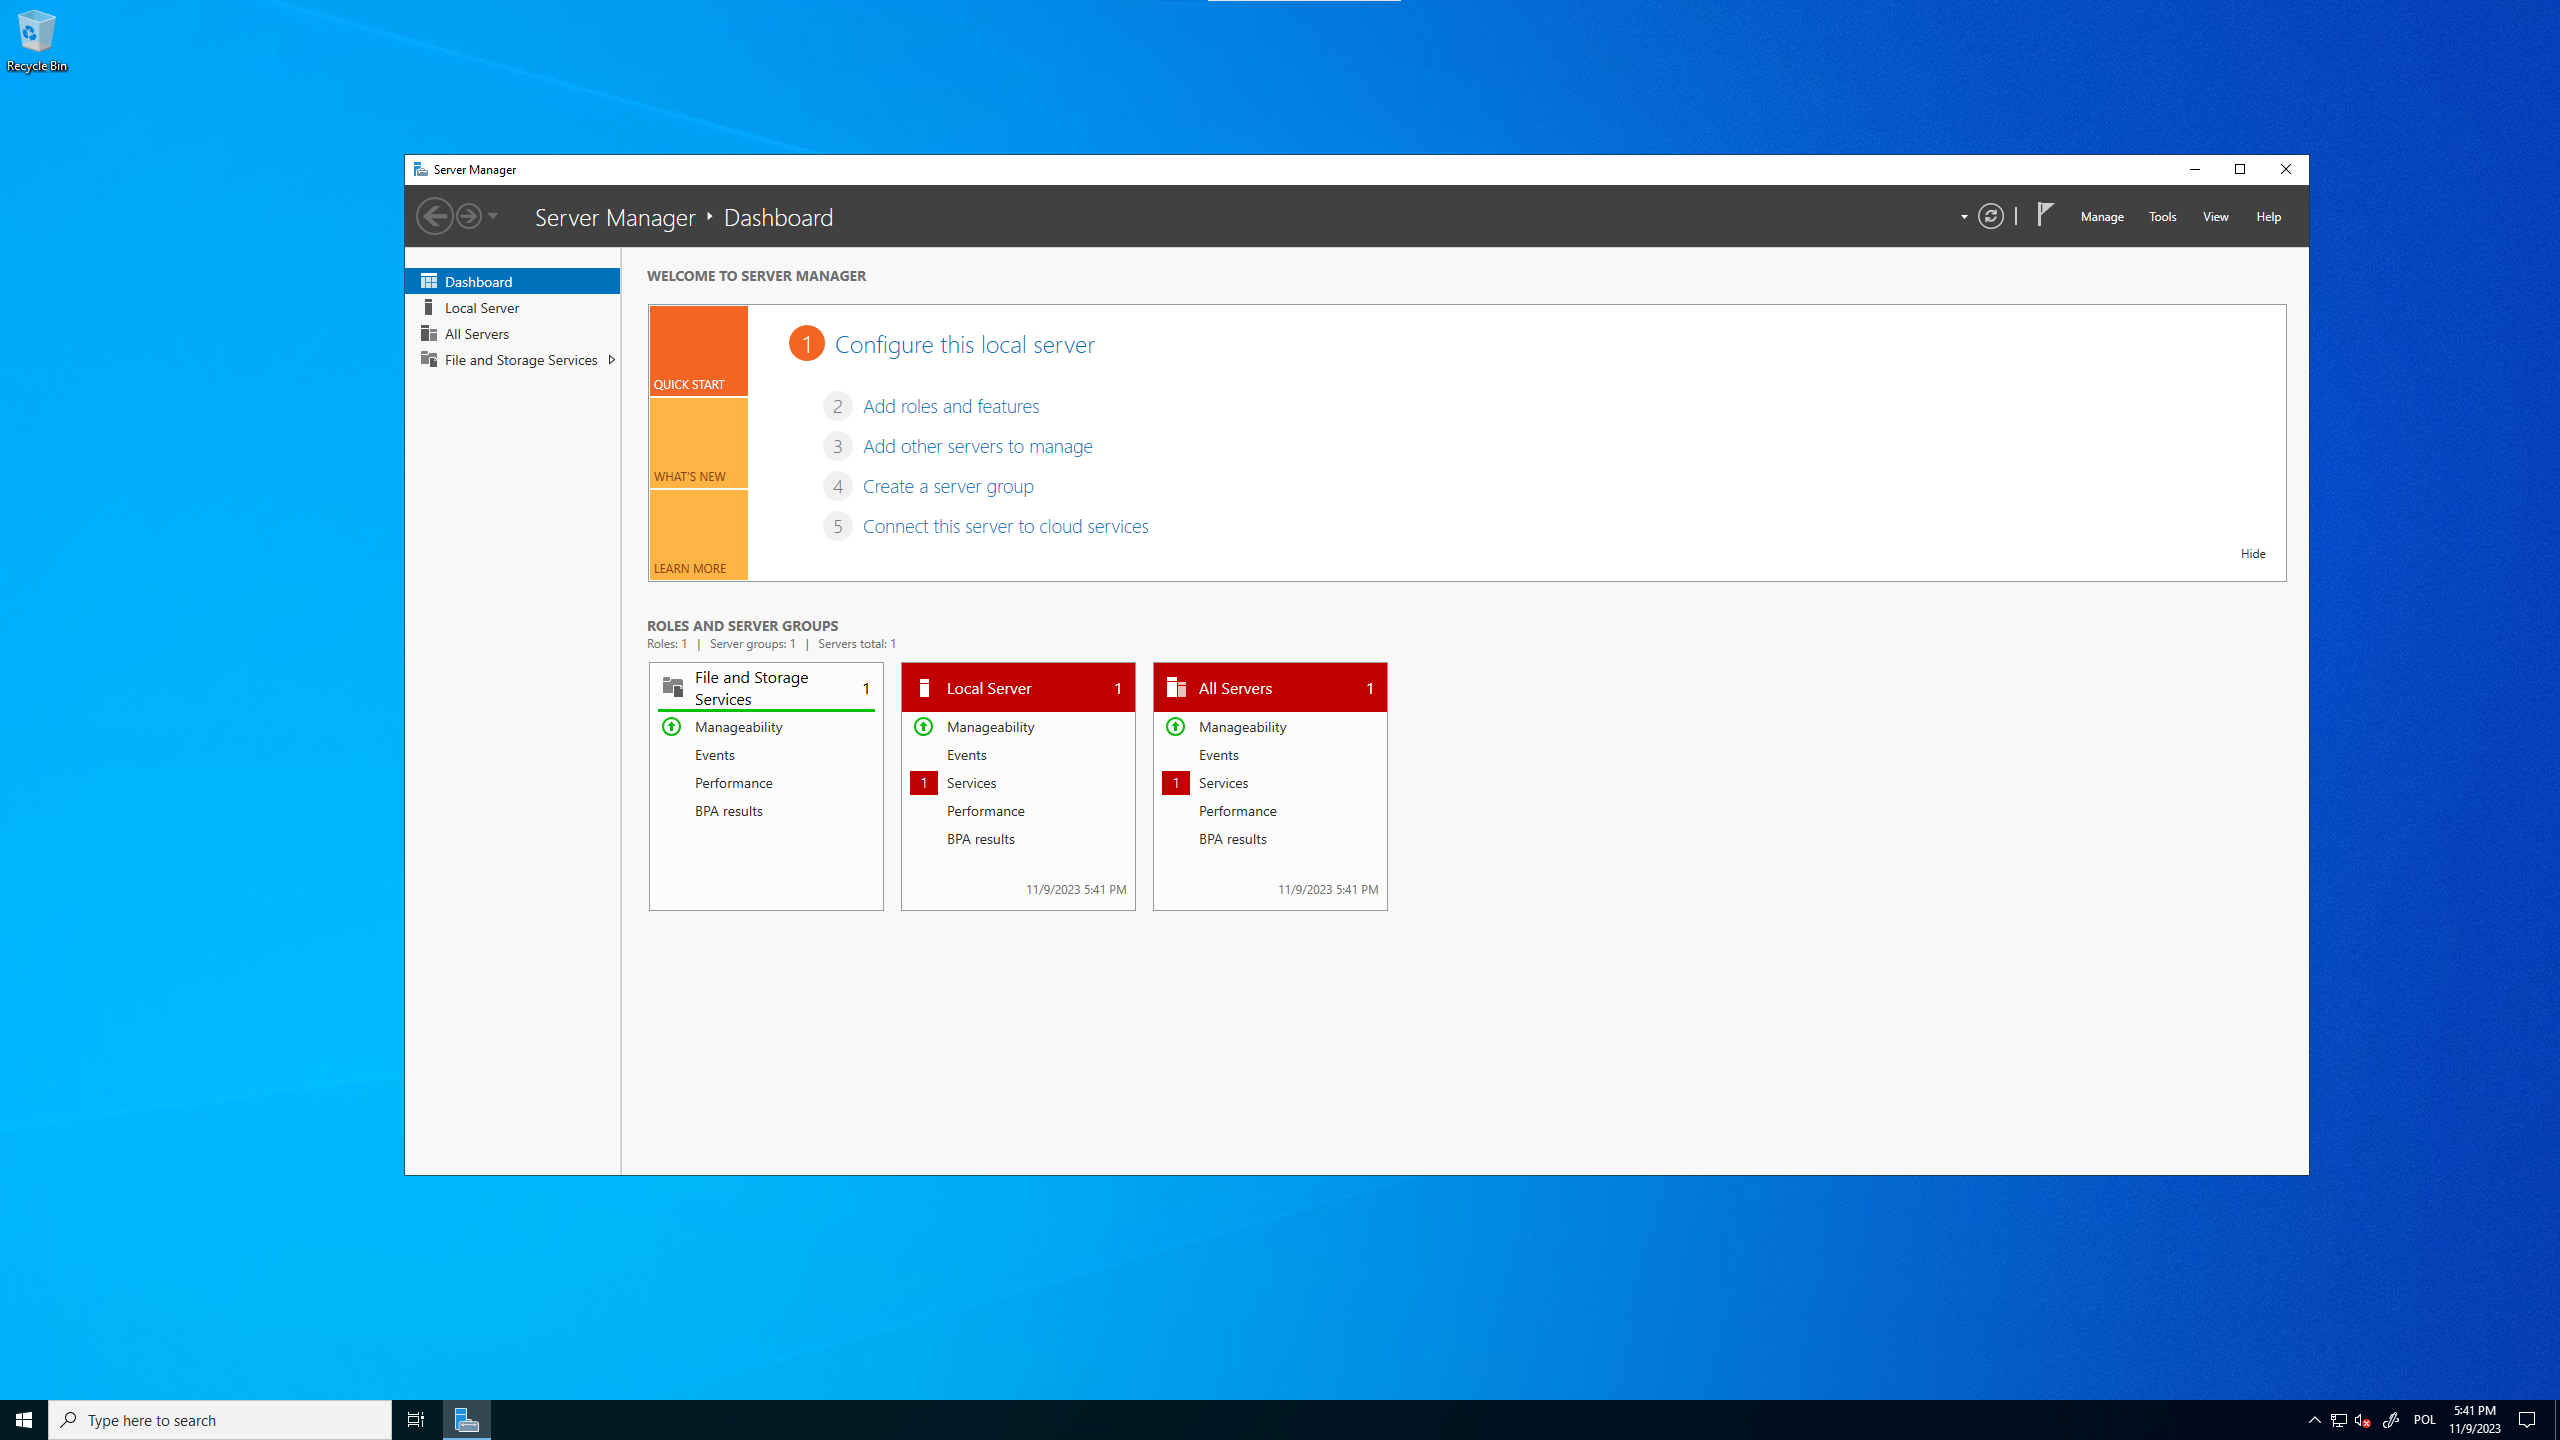 Recycle Bin
Server Manager
Server Manager Dashboard
Manage Tools View Help
Dashboard
Local Server
All Servers
File and Storage Services
WELCOME TO SERVER MANAGER
QUICK START
WHAT'S NEW
LEARN MORE
1 Configure this local server
2 Add roles and features
3 Add other servers to manage
4 Create a server group
5 Connect this server to cloud services
Hide
ROLES AND SERVER GROUPS
Roles: 1 | Server groups: 1 | Servers total: 1
File and Storage
Services 1
Manageability
Events
Performance
BPA results
Local Server 1
Manageability
Events
1 Services
Performance
BPA results
11/9/2023 5:41 PM
All Servers 1
Manageability
Events
1 Services
Performance
BPA results
11/9/2023 5:41 PM
Type here to search
POL
5:41 PM
11/9/2023